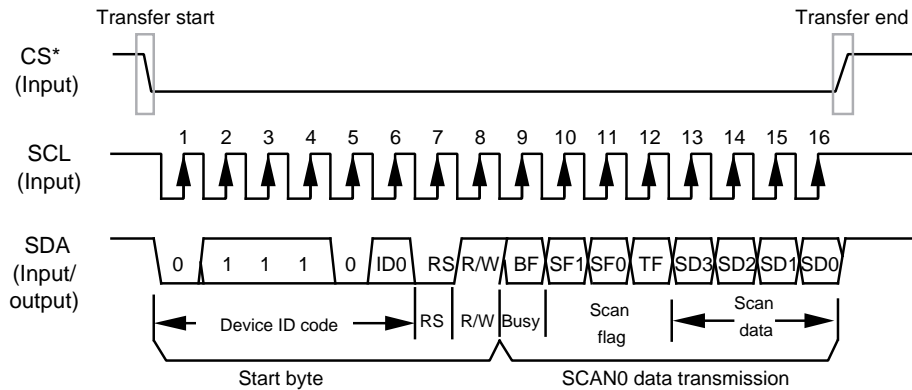 Transfer start
Transfer end
CS*
(Input)
1 2 3 4 5 6 7 8 9 10 11 12 13 14 15 16
SCL
(Input)
SDA
(Input/
output)
0 1 1 1 0 ID0 RS R/W BF SF1 SF0 TF SD3 SD2 SD1 SD0
Device ID code
RS
R/W
Busy
Scan
flag
Scan
data
Start byte
SCAN0 data transmission